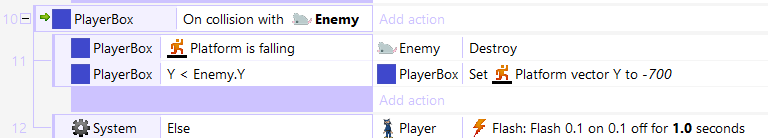 10 PlayerBox On collision with Enemy Add action
11 PlayerBox Platform is falling Enemy Destroy
PlayerBox Y < Enemy.Y PlayerBox Set Platform vector Y to -700
Add action
12 System Else Player Flash: Flash 0.1 on 0.1 off for 1.0 seconds